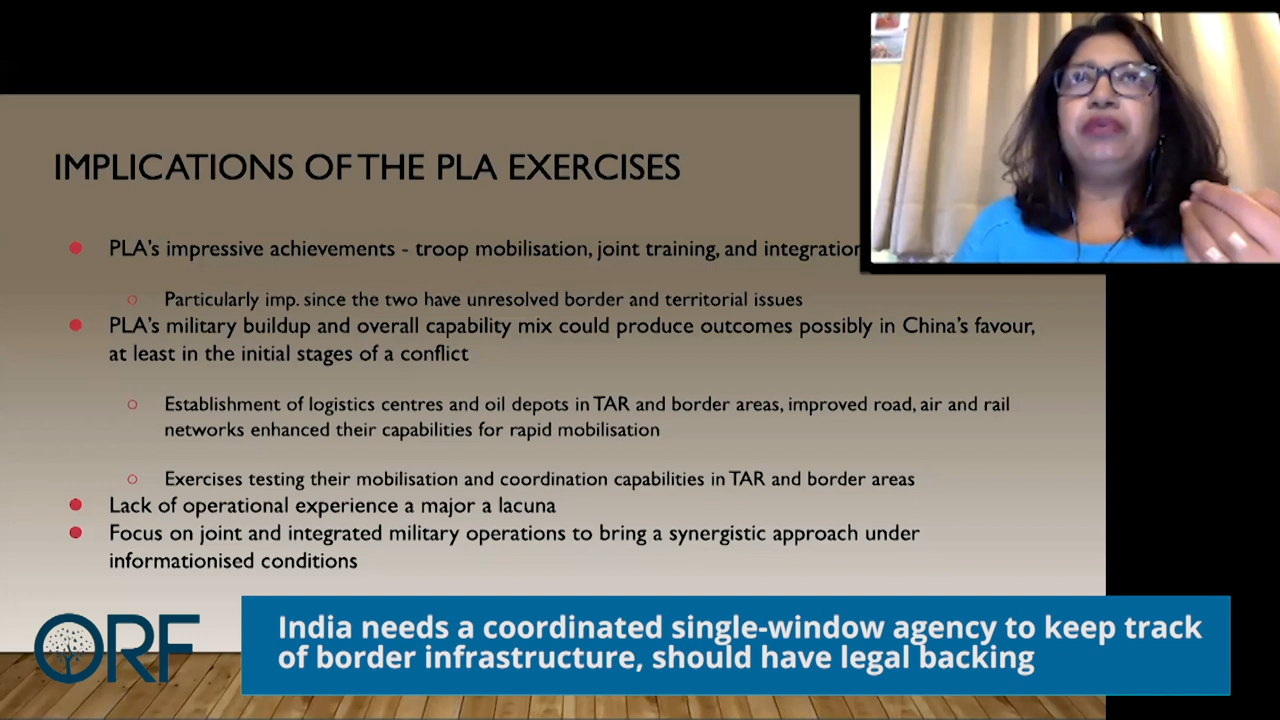 IMPLICATIONS OF THE PLA EXERCISES
PLA's impressive achievements - troop mobilisation, joint training, and integration
Particularly imp. since the two have unresolved border and territorial issues
PLA's military buildup and overall capability mix could produce outcomes possibly in China's favour,
at least in the initial stages of a conflict
Establishment of logistics centres and oil depots in TAR and border areas, improved road, air and rail
networks enhanced their capabilities for rapid mobilisation
Exercises testing their mobilisation and coordination capabilities in TAR and border areas
Lack of operational experience a major a lacuna
Focus on joint and integrated military operations to bring a synergistic approach under
informationised conditions
ORF
India needs a coordinated single-window agency to keep track
of border infrastructure, should have legal backing